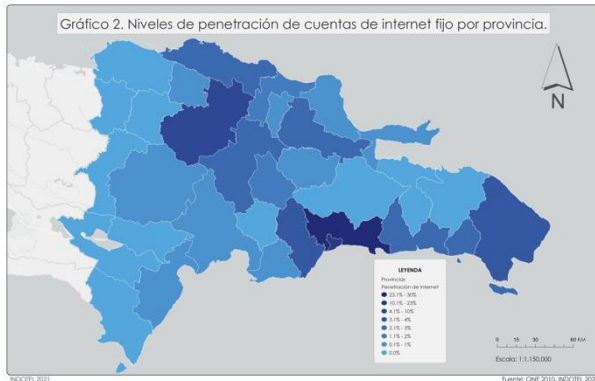 Gráfico 2. Niveles de penetración de cuentas de internet fijo por provincia.
N
LEYENDA
Provincias
Penetración de Internet
23.1% - 30%
10.1% - 23%
4.1% - 10%
3.1% - 4%
2.1% - 3%
1.1% - 2%
0.1% - 1%
0.0%
0 15 30 60 KM
Escala: 1:1,150,000
INDOTEL 2021
Fuente: ONE 2010, INDOTEL 202